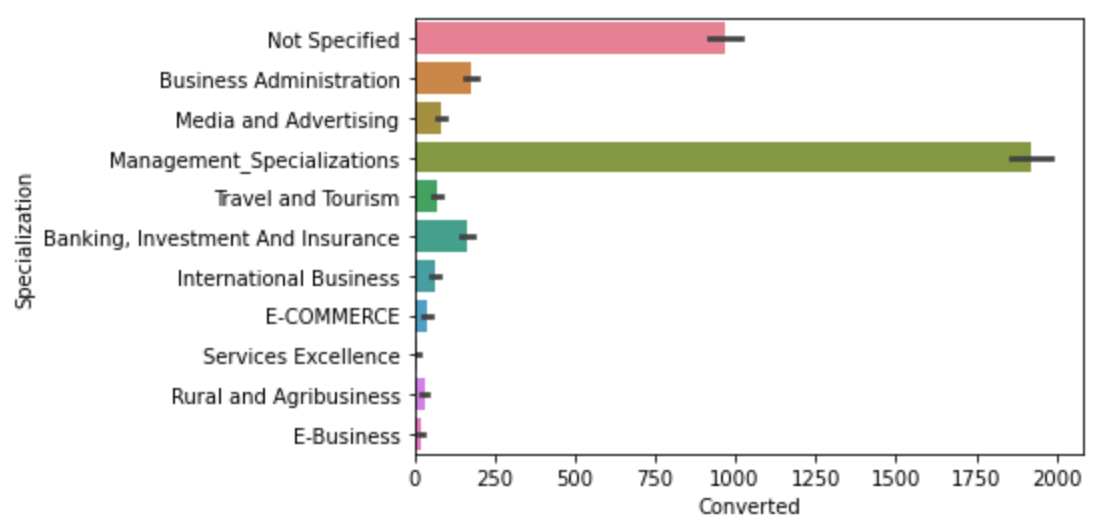 Not Specified
Business Administration
Media and Advertising
Management_Specializations
Travel and Tourism
Banking, Investment And Insurance
International Business
E-COMMERCE
Services Excellence
Rural and Agribusiness
E-Business
Specialization
0 250 500 750 1000 1250 1500 1750 2000
Converted